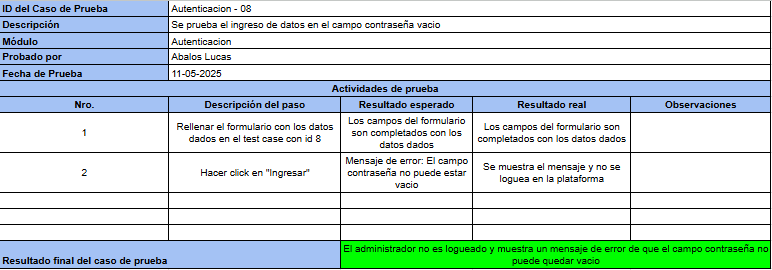 ID del Caso de Prueba Autenticacion - 08
Descripción Se prueba el ingreso de datos en el campo contraseña vacio
Módulo Autenticacion
Probado por Abalos Lucas
Fecha de Prueba 11-05-2025
Actividades de prueba
Nro. Descripción del paso Resultado esperado Resultado real Observaciones
1
Rellenar el formulario con los datos
dados en el test case con id 8
Los campos del formulario
son completados con los
datos dados
Los campos del formulario son
completados con los datos dados
2
Hacer click en "Ingresar"
Mensaje de error: El campo
contraseña no puede estar
vacio
Se muestra el mensaje y no se
loguea en la plataforma
Resultado final del caso de prueba
El administrador no es logueado y muestra un mensaje de error de que el campo contraseña no
puede quedar vacio